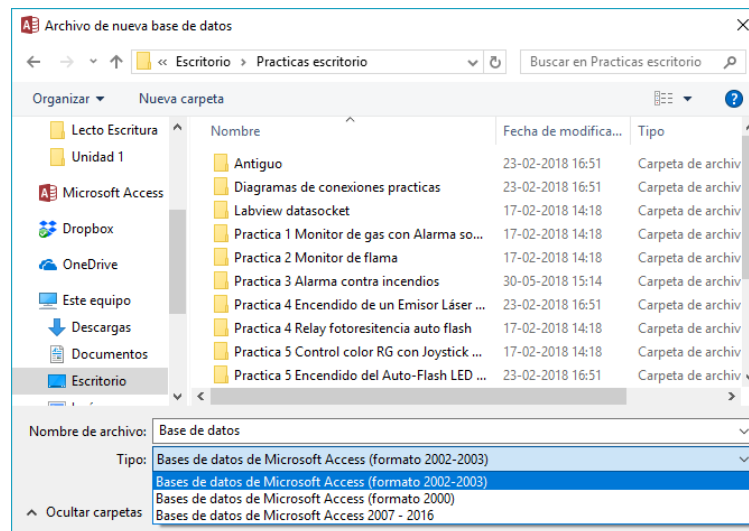 Archivo de nueva base de datos
« Escritorio > Practicas escritorio
Buscar en Practicas escritorio
Organizar
Nueva carpeta
Lecto Escritura
Unidad 1
Microsoft Access
Dropbox
OneDrive
Este equipo
Descargas
Documentos
Escritorio
Nombre Fecha de modifica... Tipo
Antiguo 23-02-2018 16:51 Carpeta de archiv
Diagramas de conexiones practicas 23-02-2018 16:51 Carpeta de archiv
Labview datasocket 17-02-2018 14:18 Carpeta de archiv
Practica 1 Monitor de gas con Alarma so... 17-02-2018 14:18 Carpeta de archiv
Practica 2 Monitor de flama 17-02-2018 14:18 Carpeta de archiv
Practica 3 Alarma contra incendios 30-05-2018 15:14 Carpeta de archiv
Practica 4 Encendido de un Emisor Láser ... 23-02-2018 16:51 Carpeta de archiv
Practica 4 Relay fotoresitencia auto flash 17-02-2018 14:18 Carpeta de archiv
Practica 5 Control color RG con Joystick ... 17-02-2018 14:18 Carpeta de archiv
Practica 5 Encendido del Auto-Flash LED ... 23-02-2018 16:51 Carpeta de archiv
Nombre de archivo: Base de datos
Tipo: Bases de datos de Microsoft Access (formato 2002-2003)
Bases de datos de Microsoft Access (formato 2002-2003)
Bases de datos de Microsoft Access (formato 2000)
Bases de datos de Microsoft Access 2007 - 2016
Ocultar carpetas